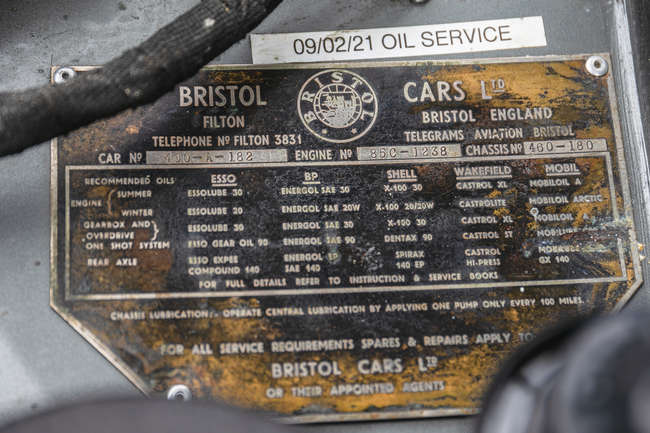 09/02/21 OIL SERVICE
BRISTOL CARS LTD
BRISTOL
FILTON BRISTOL ENGLAND
TELEPHONE Nº FILTON 3831 TELEGRAMS AVIATION BRISTOL
CAR Nº ENGINE Nº 85C-1238 CHASSIS Nº 400-180
RECOMMENDED OILS ESSO BP SHELL WAKEFIELD MOBIL
ENGINE SUMMER ESSOLUBE 30 ENERGOL SAE 30 X-100 30 CASTROL XL MOBILOIL A
WINTER ESSOLUBE 20 ENERGOL SAE 20W X-100 20/20W CASTROLITE MOBILOIL ARCTIC
GEARBOX AND OVERDRIVE ESSOLUBE 30 ENERGOL SAE 30 X-100 30 CASTROL XL MOBILOIL
ONE SHOT SYSTEM ESSO GEAR OIL 90 ENERGOL SAE 90 DENTAX 90 CASTROL ST
REAR AXLE ESSO EXPEE COMPOUND 140 ENERGOL EP SAE 140 SPIRAX 140 EP CASTROL HI-PRESS GX 140
FOR FULL DETAILS REFER TO INSTRUCTION & SERVICE BOOKS
CHASSIS LUBRICATION:- OPERATE CENTRAL LUBRICATION BY APPLYING ONE PUMP ONLY EVERY 100 MILES.
FOR ALL SERVICE REQUIREMENTS SPARES & REPAIRS APPLY TO
BRISTOL CARS LTD
OR THEIR APPOINTED AGENTS